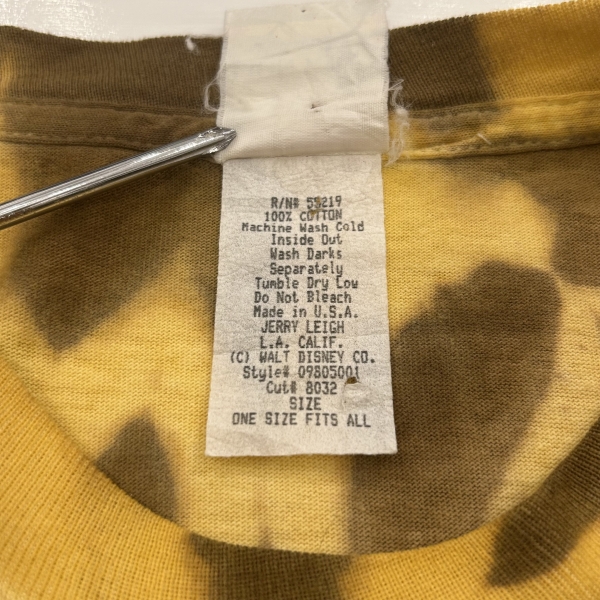 R/N# 59219
100% COTTON
Machine Wash Cold
Inside Out
Wash Darks
Separately
Tumble Dry Low
Do Not Bleach
Made in U.S.A.
JERRY LEIGH
L.A. CALIF.
(C) WALT DISNEY CO.
Style# 09805001
Cut# 8032
SIZE
ONE SIZE FITS ALL